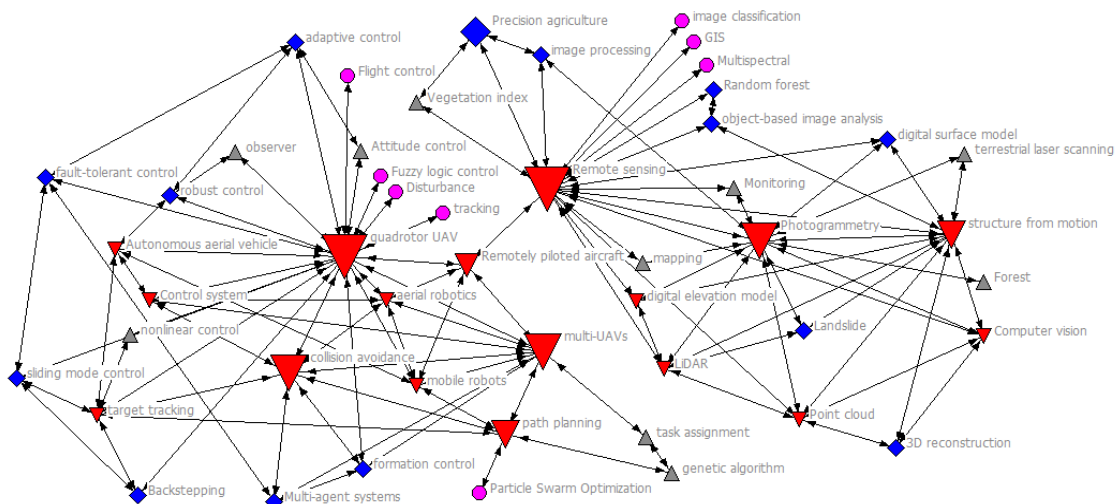 Precision agriculture
image classification
adaptive control
GIS
image processing
Flight control
Multispectral
Random forest
Vegetation index
object-based image analysis
digital surface model
observer
Attitude control
terrestrial laser scanning
fault-tolerant control
Fuzzy logic control
Remote sensing
robust control
Disturbance
Monitoring
tracking
Photogrammetry
structure from motion
quadrotor UAV
Autonomous aerial vehicle
Remotely piloted aircraft
mapping
Forest
Control system
aerial robotics
digital elevation model
nonlinear control
Landslide
Computer vision
multi-UAVs
collision avoidance
LiDAR
sliding mode control
mobile robots
target tracking
Point cloud
path planning
task assignment
3D reconstruction
formation control
genetic algorithm
Backstepping
Multi-agent systems
Particle Swarm Optimization